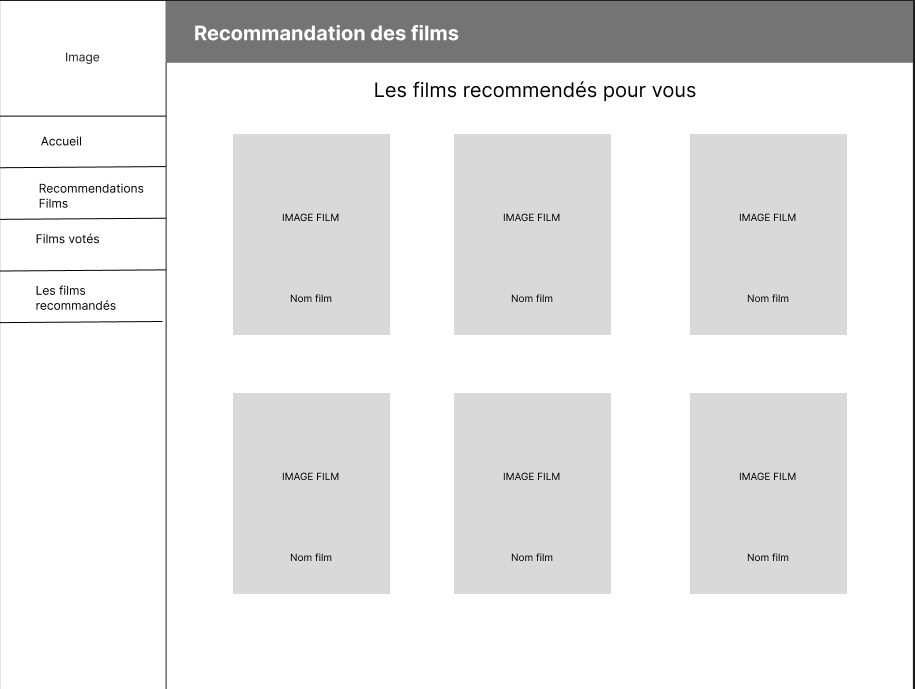 Image
Accueil
Recommendations
Films
Films votés
Les films
recommandés
Recommandation des films
Les films recommendés pour vous
IMAGE FILM
Nom film
IMAGE FILM
Nom film
IMAGE FILM
Nom film
IMAGE FILM
Nom film
IMAGE FILM
Nom film
IMAGE FILM
Nom film